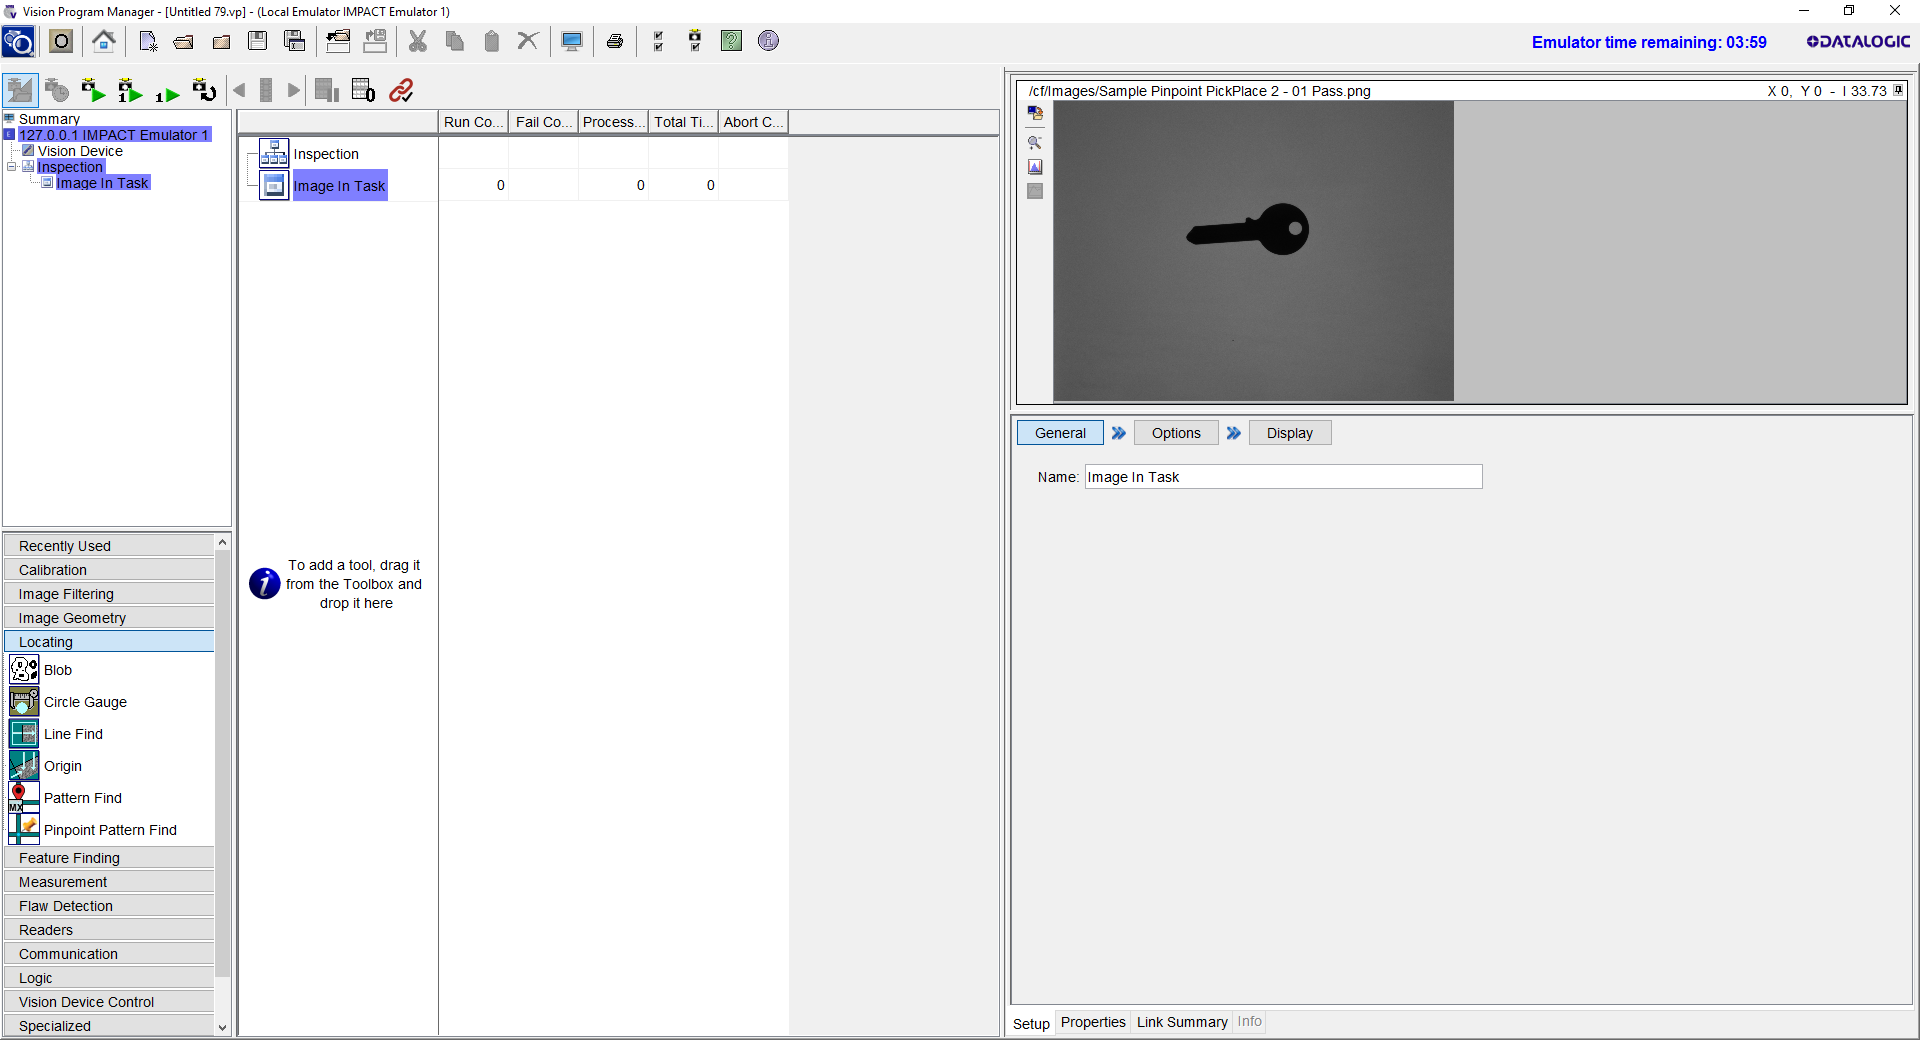 Vision Program Manager - [Untitled 79.vp] - (Local Emulator IMPACT Emulator 1)
Emulator time remaining: 03:59
DATALOGIC
Summary
127.0.0.1 IMPACT Emulator 1
Vision Device
Inspection
Image In Task
Run Co... Fail Co... Process... Total Ti... Abort C...
Inspection
Image In Task 0 0 0
To add a tool, drag it
from the Toolbox and
drop it here
Recently Used
Calibration
Image Filtering
Image Geometry
Locating
Blob
Circle Gauge
Line Find
Origin
MX
Pattern Find
Pinpoint Pattern Find
Feature Finding
Measurement
Flaw Detection
Readers
Communication
Logic
Vision Device Control
Specialized
/cf/Images/Sample Pinpoint PickPlace 2 - 01 Pass.png X 0, Y 0 - I 33.73
General Options Display
Name: Image In Task
Setup Properties Link Summary Info